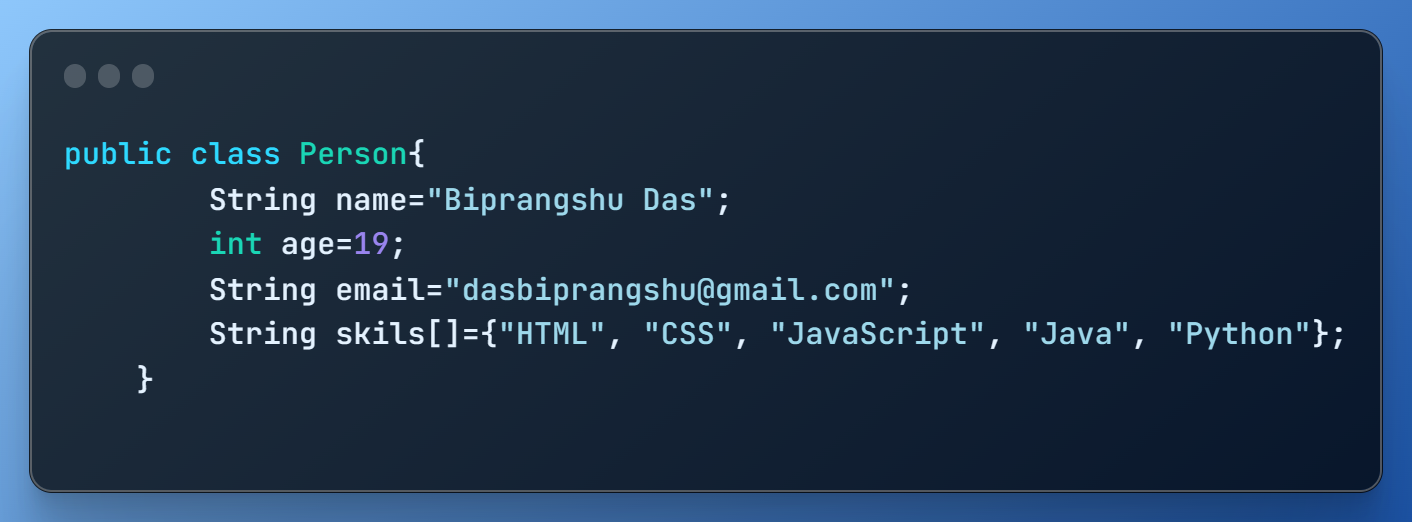 public class Person{
String name="Biprangshu Das";
int age=19;
String email="dasbiprangshu@gmail.com";
String skils[]={"HTML", "CSS", "JavaScript", "Java", "Python"};
}